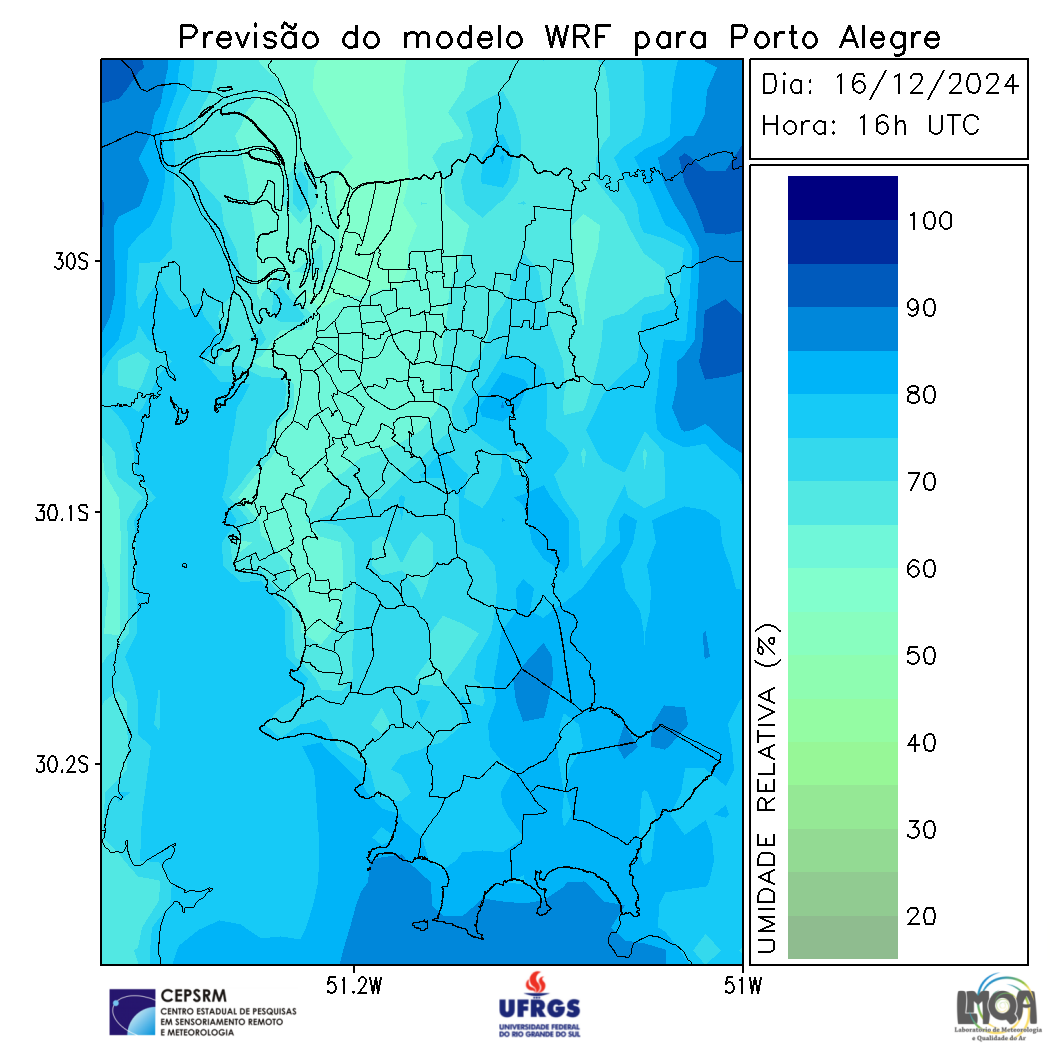 Previsão do modelo WRF para Porto Alegre
Dia: 16/12/2024
Hora: 16h UTC
30S
30.1S
30.2S
51.2W
51W
100
90
80
70
60
50
40
30
20
UMIDADE RELATIVA (%)
CEPSRM
CENTRO ESTADUAL DE PESQUISAS
EM SENSORIAMENTO REMOTO
E METEOROLOGIA
UFRGS
UNIVERSIDADE FEDERAL
DO RIO GRANDE DO SUL
LMQA
Laboratório de Meteorologia
e Qualidade do Ar